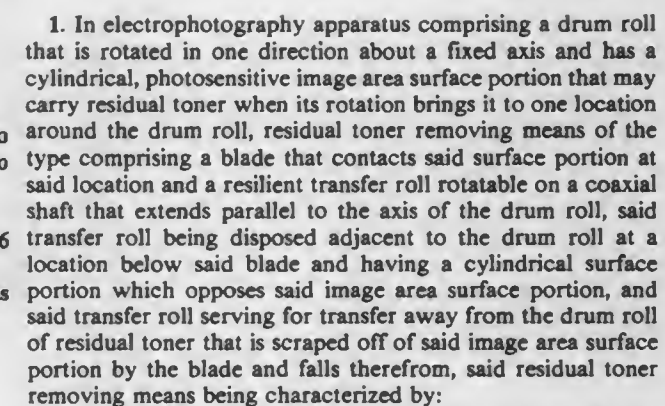 1. In electrophotography apparatus comprising a drum roll
that is rotated in one direction about a fixed axis and has a
cylindrical, photosensitive image area surface portion that may
carry residual toner when its rotation brings it to one location
around the drum roll, residual toner removing means of the
type comprising a blade that contacts said surface portion at
said location and a resilient transfer roll rotatable on a coaxial
shaft that extends parallel to the axis of the drum roll, said
transfer roll being disposed adjacent to the drum roll at a
location below said blade and having a cylindrical surface
portion which opposes said image area surface portion, and
said transfer roll serving for transfer away from the drum roll
of residual toner that is scraped off of said image area surface
portion by the blade and falls therefrom, said residual toner
removing means being characterized by: